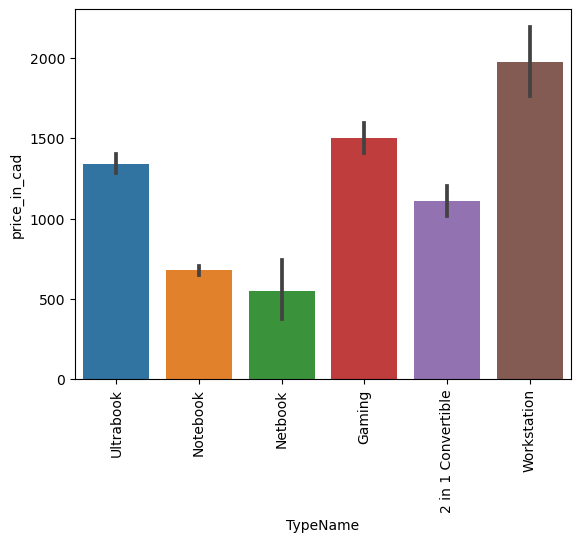 price_in_cad
2000
1500
1000
500
0
Ultrabook
Notebook
Netbook
Gaming
2 in 1 Convertible
Workstation
TypeName